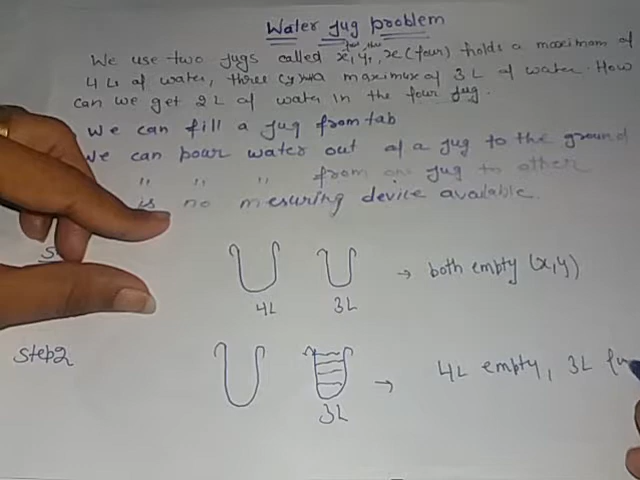 Water jug problem
We use two jugs called x, y, x (four) holds a maximum of
4 L of water, three (y) a maximum of 3 L of water. How
can we get 2L of water in the four jug.
We can fill a jug from tab
We can pour water out of a jug to the ground
" " " from one jug to other
is no mesuring device available.
4L 3L → both empty (x,y)
Step2
3L → 4L empty, 3L